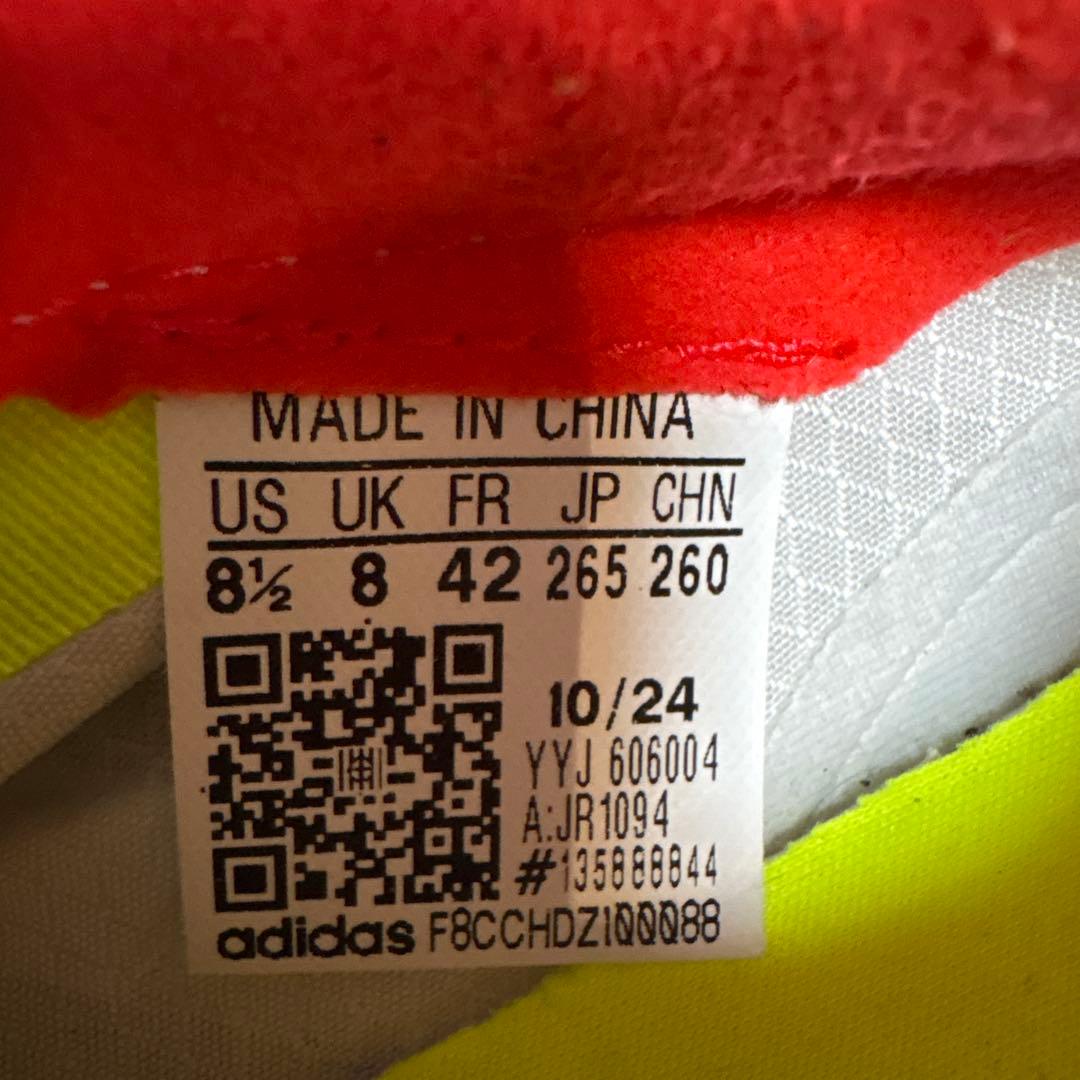 MADE IN CHINA
US UK FR JP CHN
8½ 8 42 265 260
10/24
YYJ 606004
A:JR1094
#135888844
adidas F8CCHDZ100088